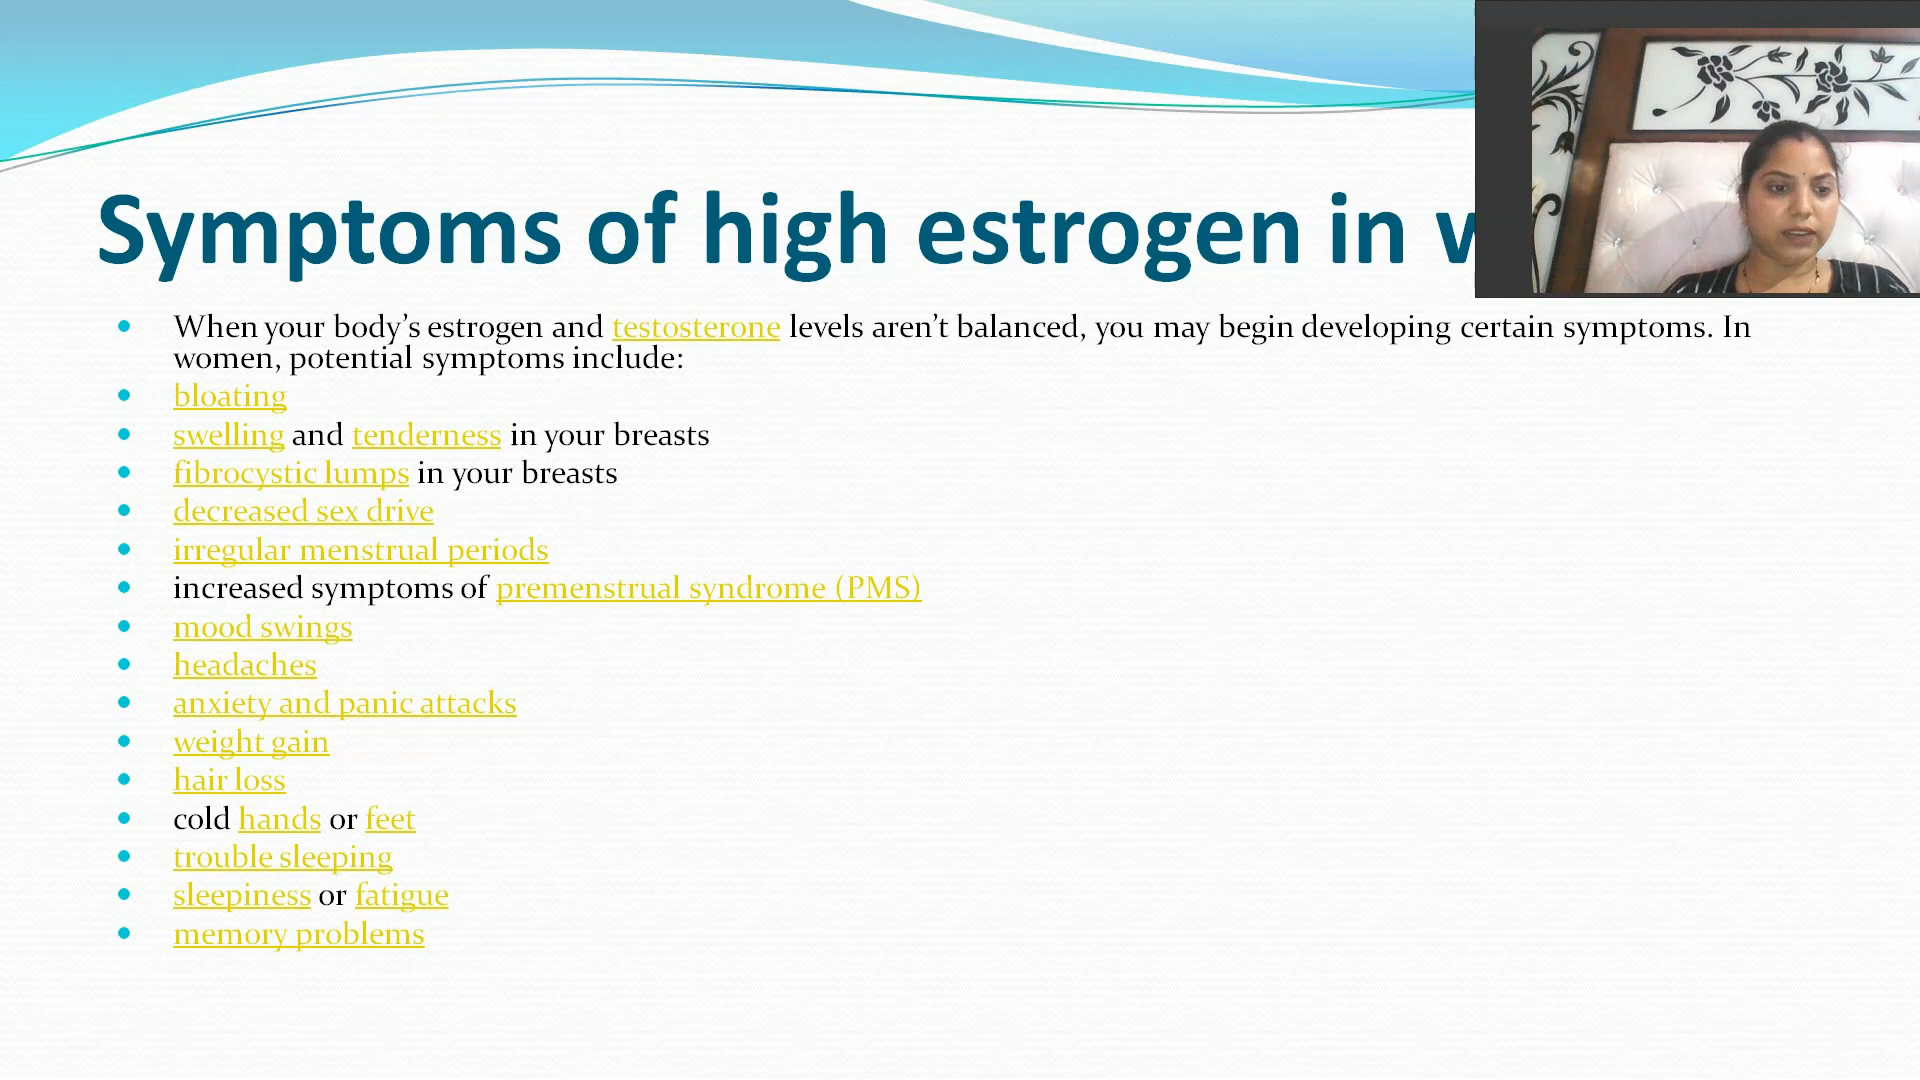 Symptoms of high estrogen in
When your body’s estrogen and testosterone levels aren’t balanced, you may begin developing certain symptoms. In
women, potential symptoms include:
bloating
swelling and tenderness in your breasts
fibrocystic lumps in your breasts
decreased sex drive
irregular menstrual periods
increased symptoms of premenstrual syndrome (PMS)
mood swings
headaches
anxiety and panic attacks
weight gain
hair loss
cold hands or feet
trouble sleeping
sleepiness or fatigue
memory problems